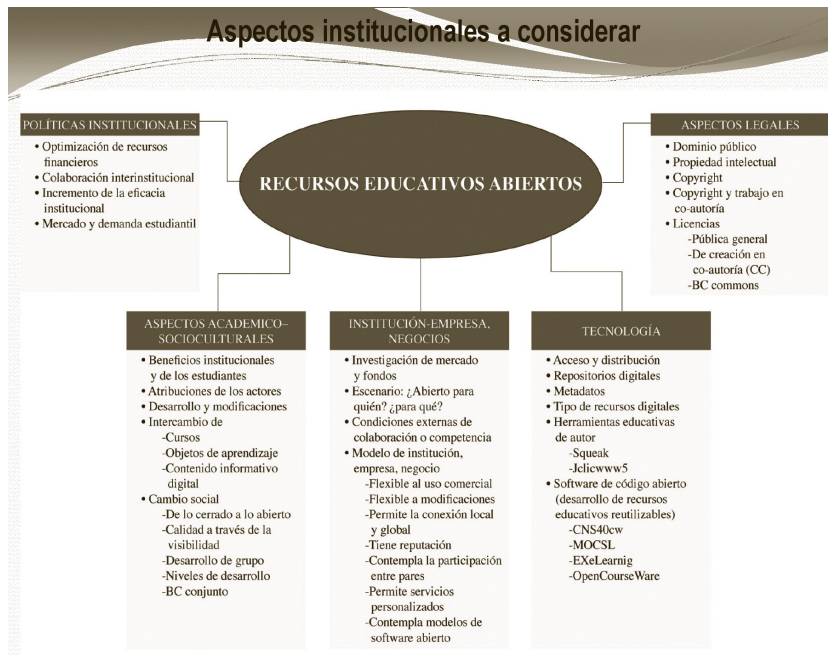 Aspectos institucionales a considerar
RECURSOS EDUCATIVOS ABIERTOS
POLÍTICAS INSTITUCIONALES
• Optimización de recursos
financieros
• Colaboración interinstitucional
• Incremento de la eficacia
institucional
• Mercado y demanda estudiantil
ASPECTOS LEGALES
• Dominio público
• Propiedad intelectual
• Copyright
• Copyright y trabajo en
co-autoría
• Licencias
-Pública general
-De creación en
co-autoría (CC)
-BC commons
ASPECTOS ACADEMICO–
SOCIOCULTURALES
• Beneficios institucionales
y de los estudiantes
• Atribuciones de los actores
• Desarrollo y modificaciones
• Intercambio de
-Cursos
-Objetos de aprendizaje
-Contenido informativo
digital
• Cambio social
-De lo cerrado a lo abierto
-Calidad a través de la
visibilidad
-Desarrollo de grupo
-Niveles de desarrollo
-BC conjunto
INSTITUCIÓN-EMPRESA,
NEGOCIOS
• Investigación de mercado
y fondos
• Escenario: ¿Abierto para
quién? ¿para qué?
• Condiciones externas de
colaboración o competencia
• Modelo de institución,
empresa, negocio
-Flexible al uso comercial
-Flexible a modificaciones
-Permite la conexión local
y global
-Tiene reputación
-Contempla la participación
entre pares
-Permite servicios
personalizados
-Contempla modelos de
software abierto
TECNOLOGÍA
• Acceso y distribución
• Repositorios digitales
• Metadatos
• Tipo de recursos digitales
• Herramientas educativas
de autor
-Squeak
-Jclicwww5
• Software de código abierto
(desarollo de recursos
educativos reutilizables)
-CNS40cw
-MOCSL
-EXeLearnig
-OpenCourseWare